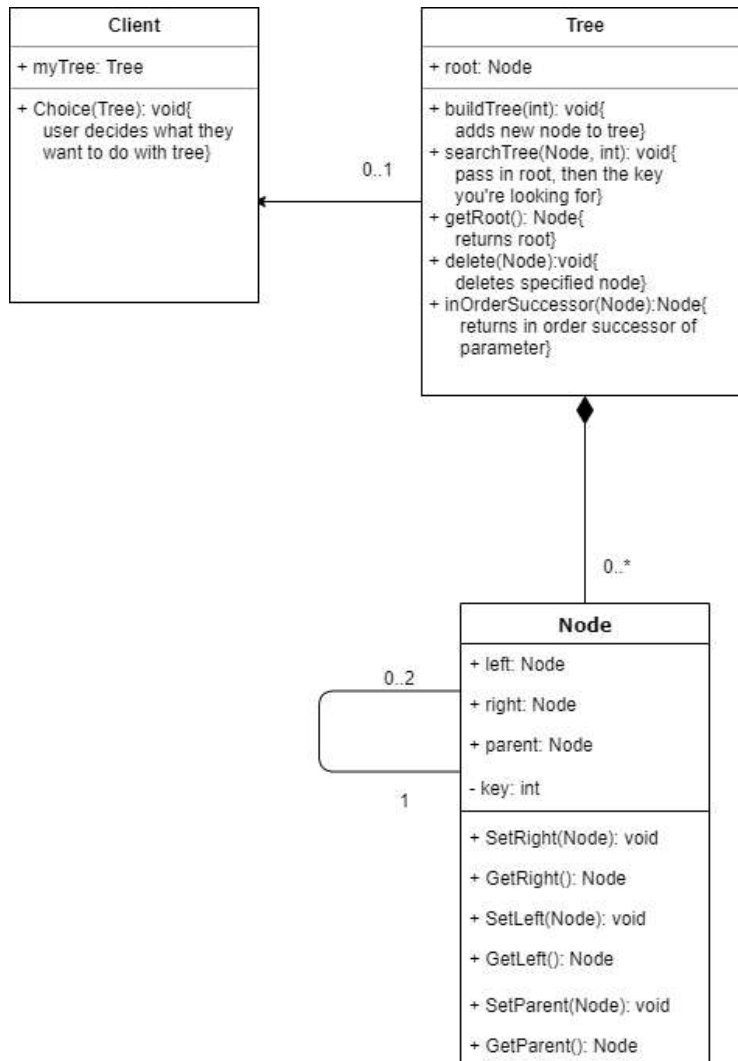 Client
+ myTree: Tree
+ Choice(Tree): void{
user decides what they
want to do with tree}
0..1
Tree
+ root: Node
+ buildTree(int): void{
adds new node to tree}
+ searchTree(Node, int): void{
pass in root, then the key
you're looking for}
+ getRoot(): Node{
returns root}
+ delete(Node):void{
deletes specified node}
+ inOrderSuccessor(Node):Node{
returns in order successor of
parameter}
0..*
Node
+ left: Node
+ right: Node
+ parent: Node
- key: int
0..2
1
+ SetRight(Node): void
+ GetRight(): Node
+ SetLeft(Node): void
+ GetLeft(): Node
+ SetParent(Node): void
+ GetParent(): Node